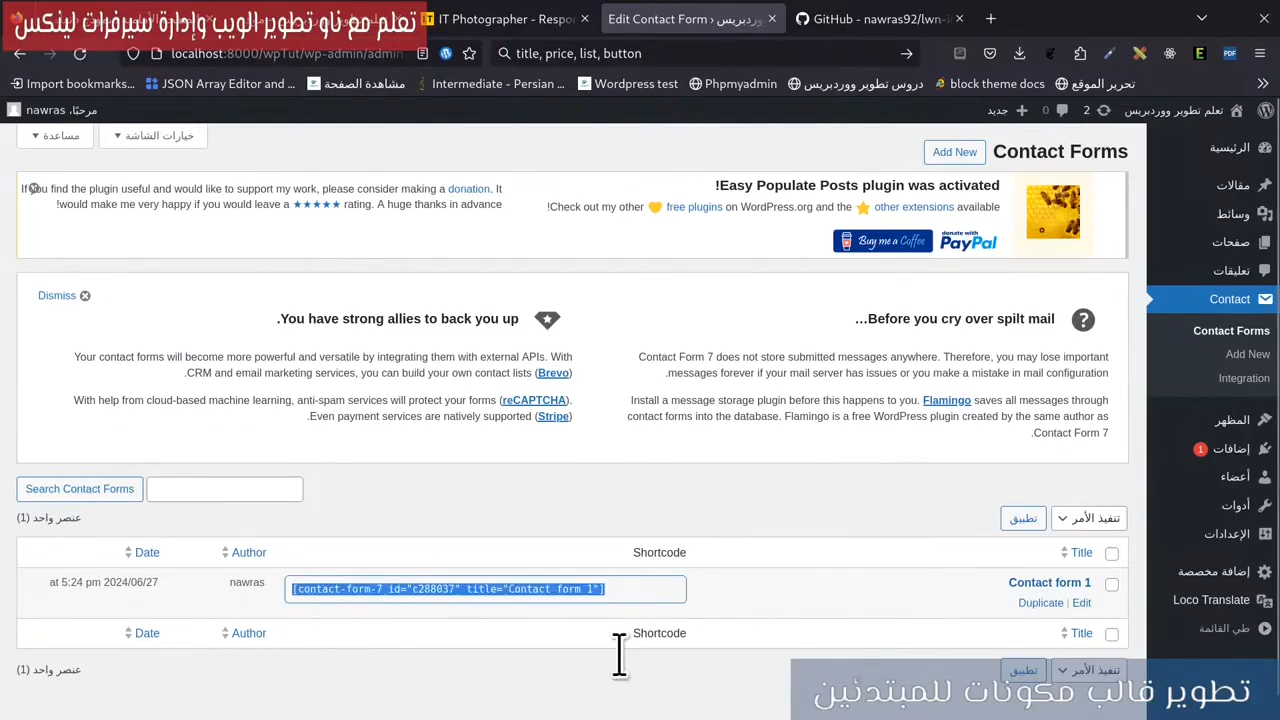 تعلم مع ناو تطوير الويب وإدارة سيرفرات لينكس
IT Photographer - Respo
Edit Contact Form › ووردبريس
GitHub - nawras92/lwn-i
localhost:8000/wpTut/wp-admin
title, price, list, button
Import bookmarks...
JSON Array Editor and ...
مشاهدة الصفحة
Intermediate - Persian ...
Wordpress test
Phpmyadmin
دروس تطوير ووردبريس
block theme docs
تحرير الموقع
مرحبًا، nawras
جديد
0
2
تعلم تطوير ووردبريس
مساعدة
خيارات الشاشة
Add New
Contact Forms
If you find the plugin useful and would like to support my work, please consider making a donation. It
!would make me very happy if you would leave a ★★★★★ rating. A huge thanks in advance
!Easy Populate Posts plugin was activated
!Check out my other free plugins on WordPress.org and the other extensions available
Buy me a Coffee
donate with
PayPal
Dismiss
.You have strong allies to back you up
Your contact forms will become more powerful and versatile by integrating them with external APIs. With
.CRM and email marketing services, you can build your own contact lists (Brevo)
With help from cloud-based machine learning, anti-spam services will protect your forms (reCAPTCHA).
.Even payment services are natively supported (Stripe)
...Before you cry over spilt mail
Contact Form 7 does not store submitted messages anywhere. Therefore, you may lose important
.messages forever if your mail server has issues or you make a mistake in mail configuration
Install a message storage plugin before this happens to you. Flamingo saves all messages through
contact forms into the database. Flamingo is a free WordPress plugin created by the same author as
.Contact Form 7
Search Contact Forms
عنصر واحد (1)
تطبيق
تنفيذ الأمر
Date
Author
Shortcode
Title
at 5:24 pm 2024/06/27
nawras
[contact-form-7 id="c288037" title="Contact form 1"]
Contact form 1
Duplicate | Edit
Date
Author
Shortcode
Title
عنصر واحد (1)
تطبيق
تنفيذ الأمر
الرئيسية
مقالات
وسائط
صفحات
تعليقات
Contact
Contact Forms
Add New
Integration
المظهر
إضافات 1
أعضاء
أدوات
الإعدادات
إضافة مخصصة
Loco Translate
طي القائمة
تطوير قالب مكونات للمبتدئين